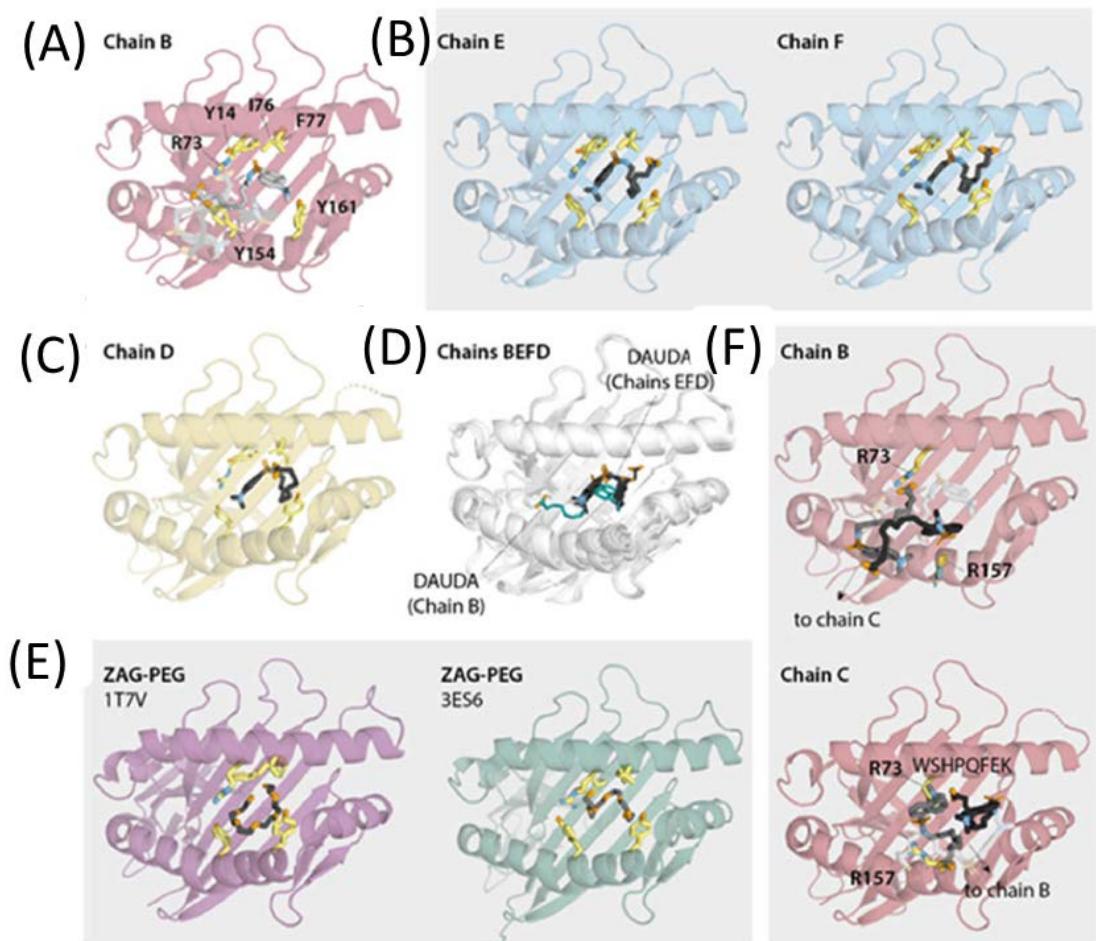 (A)
Chain B
Y14
I76
F77
R73
Y161
Y154
(B)
Chain E
Chain F
(C)
Chain D
(D)
Chains BEFD
DAUDA
(Chains EFD)
DAUDA
(Chain B)
(F)
Chain B
R73
R157
to chain C
Chain C
R73
WSHPQFEK
R157
to chain B
(E)
ZAG-PEG
1T7V
ZAG-PEG
3ES6